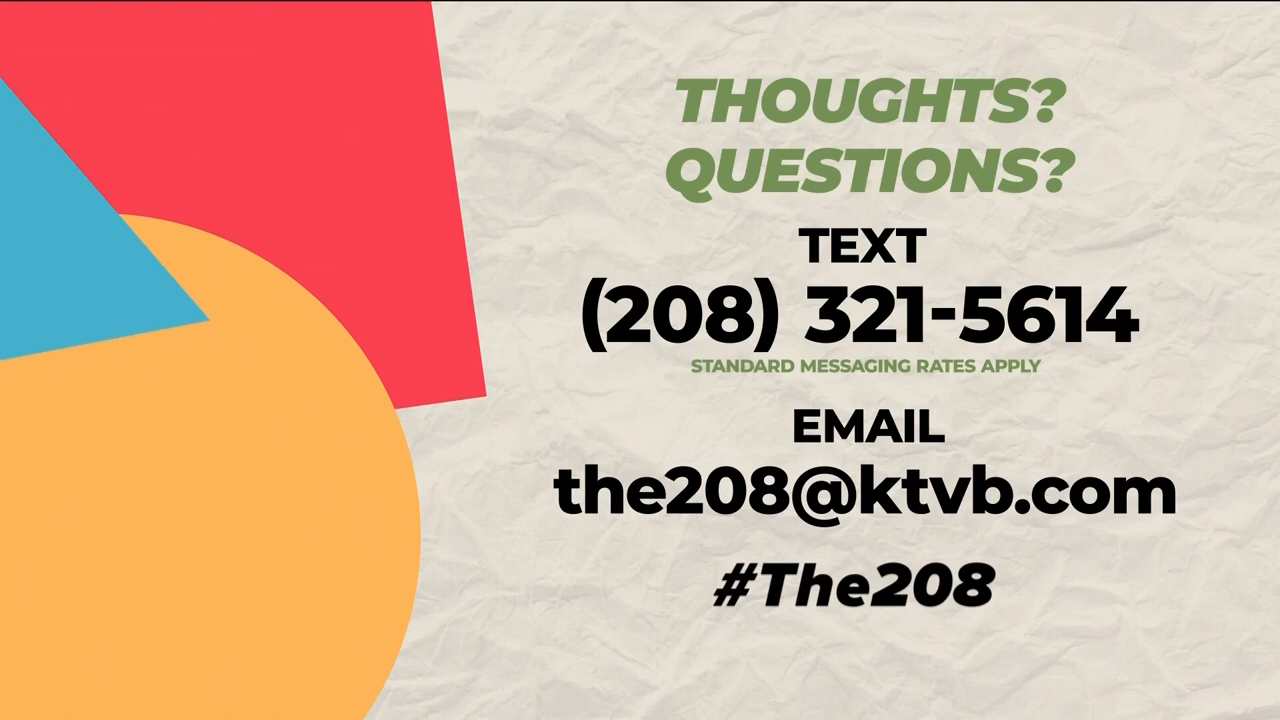 THOUGHTS?
QUESTIONS?
TEXT
(208) 321-5614
STANDARD MESSAGING RATES APPLY
EMAIL
the208@ktvb.com
#The208